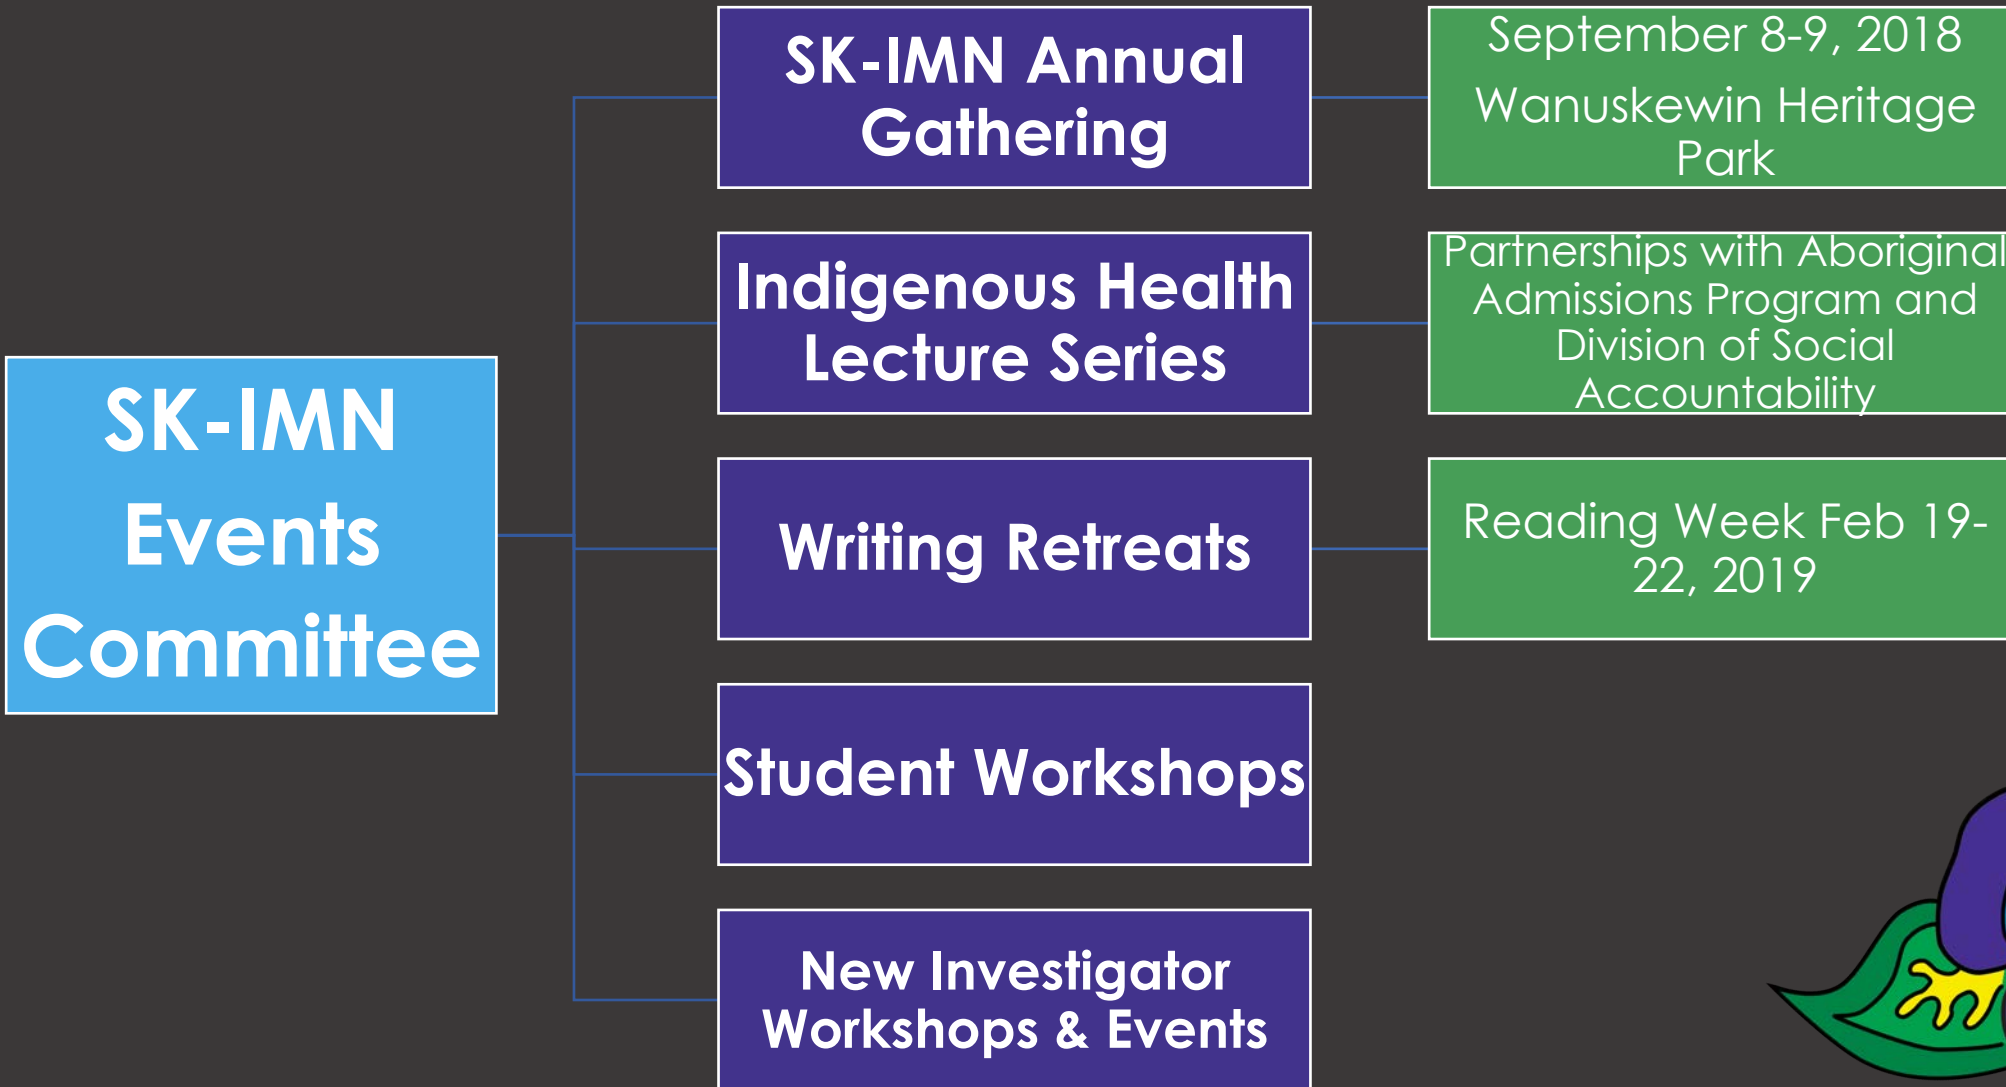 SK-IMN
Events
Committee
SK-IMN Annual
Gathering
September 8-9, 2018
Wanuskewin Heritage
Park
Indigenous Health
Lecture Series
Partnerships with Aboriginal
Admissions Program and
Division of Social
Accountability
Writing Retreats
Reading Week Feb 19-
22, 2019
Student Workshops
New Investigator
Workshops & Events